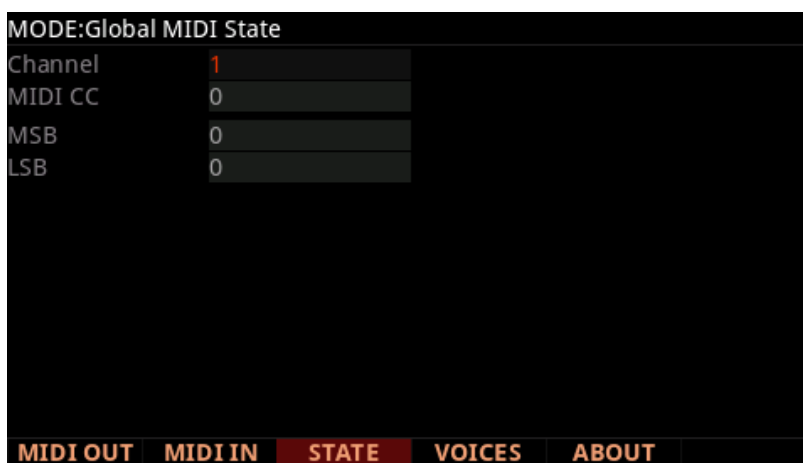 MODE:Global MIDI State
Channel 1
MIDI CC 0
MSB 0
LSB 0
MIDI OUT MIDI IN STATE VOICES ABOUT